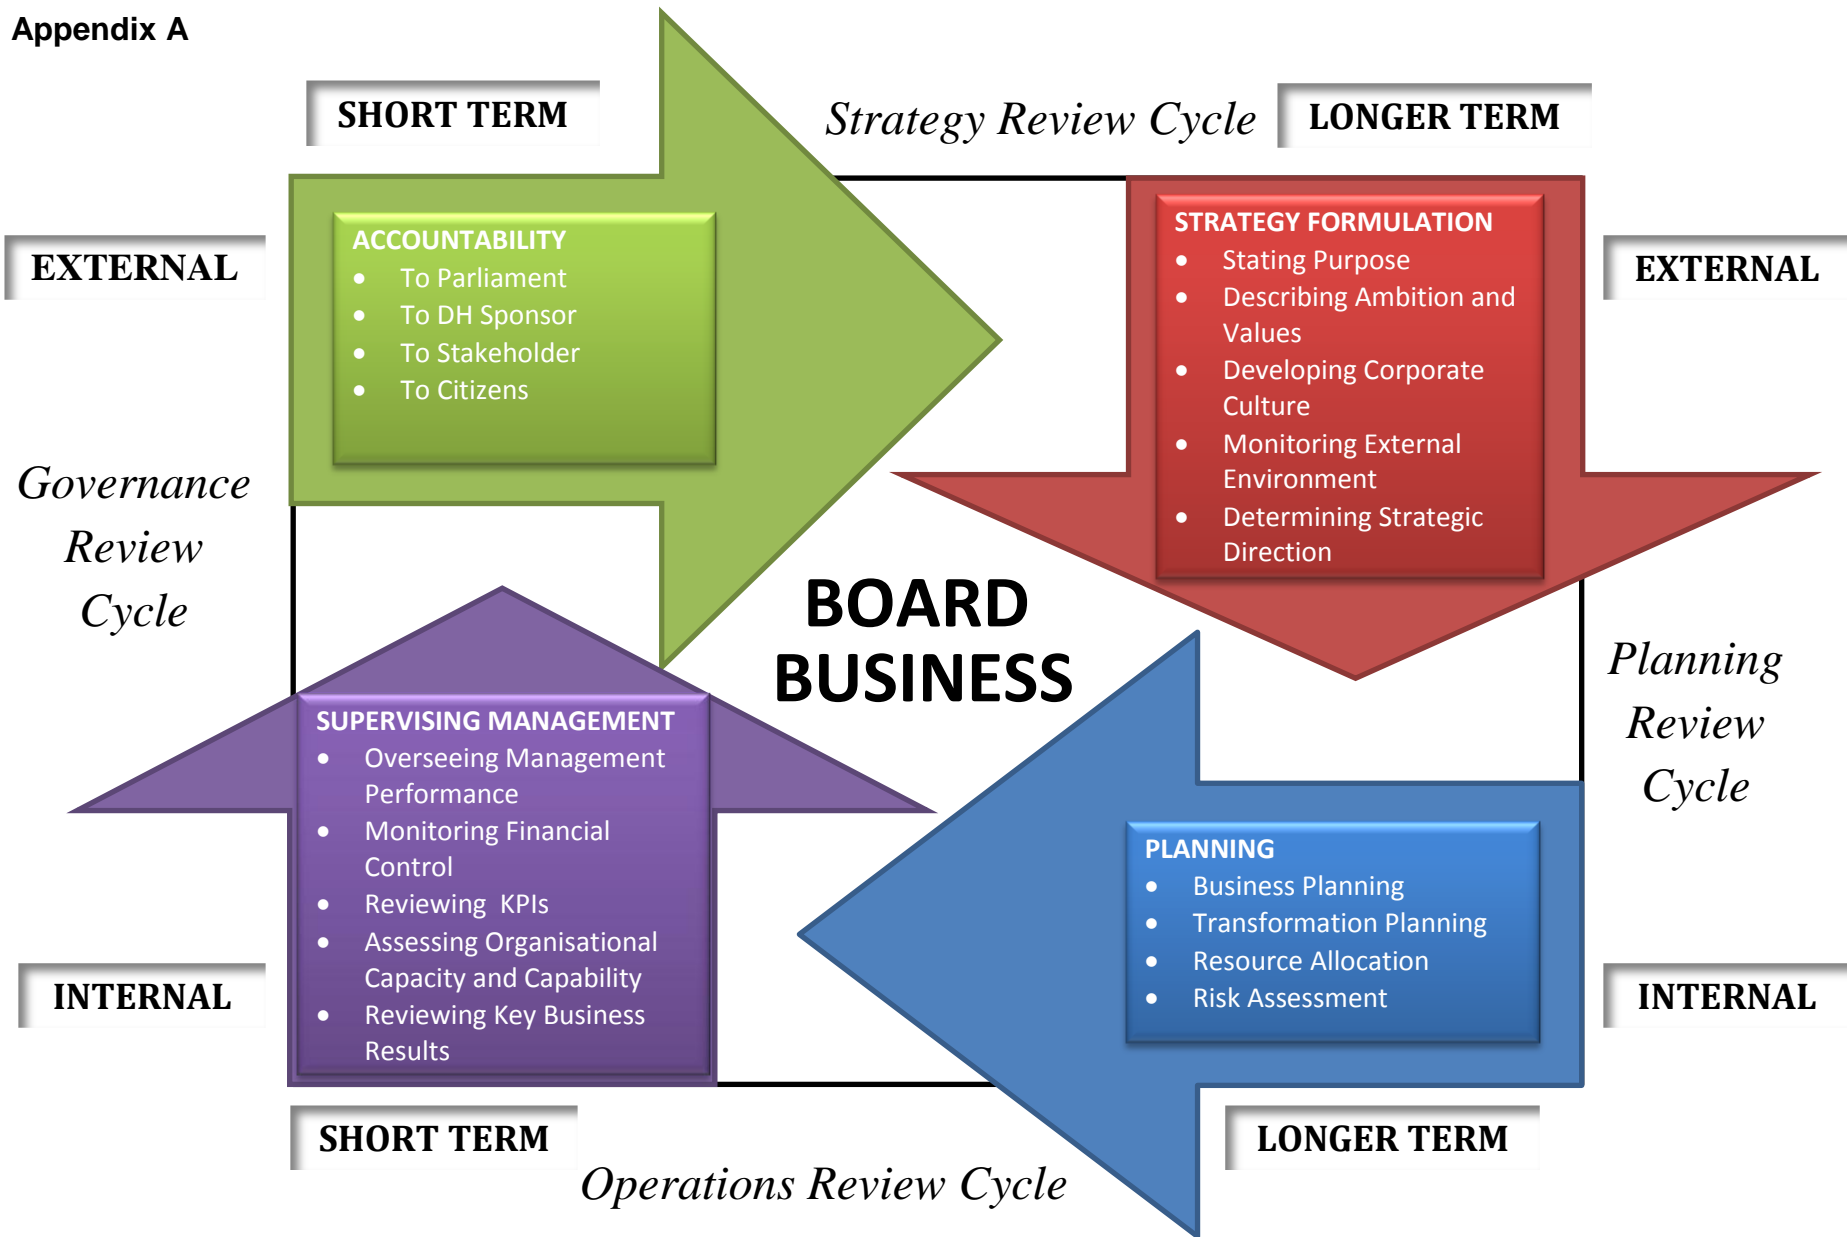 Appendix A
SHORT TERM
Strategy Review Cycle
LONGER TERM
EXTERNAL
ACCOUNTABILITY
• To Parliament
• To DH Sponsor
• To Stakeholder
• To Citizens
STRATEGY FORMULATION
• Stating Purpose
• Describing Ambition and
Values
• Developing Corporate
Culture
• Monitoring External
Environment
• Determining Strategic
Direction
EXTERNAL
Governance
Review
Cycle
BOARD
BUSINESS
Planning
Review
Cycle
SUPERVISING MANAGEMENT
• Overseeing Management
Performance
• Monitoring Financial
Control
• Reviewing  KPIs
• Assessing Organisational
Capacity and Capability
• Reviewing Key Business
Results
PLANNING
• Business Planning
• Transformation Planning
• Resource Allocation
• Risk Assessment
INTERNAL
INTERNAL
SHORT TERM
LONGER TERM
Operations Review Cycle